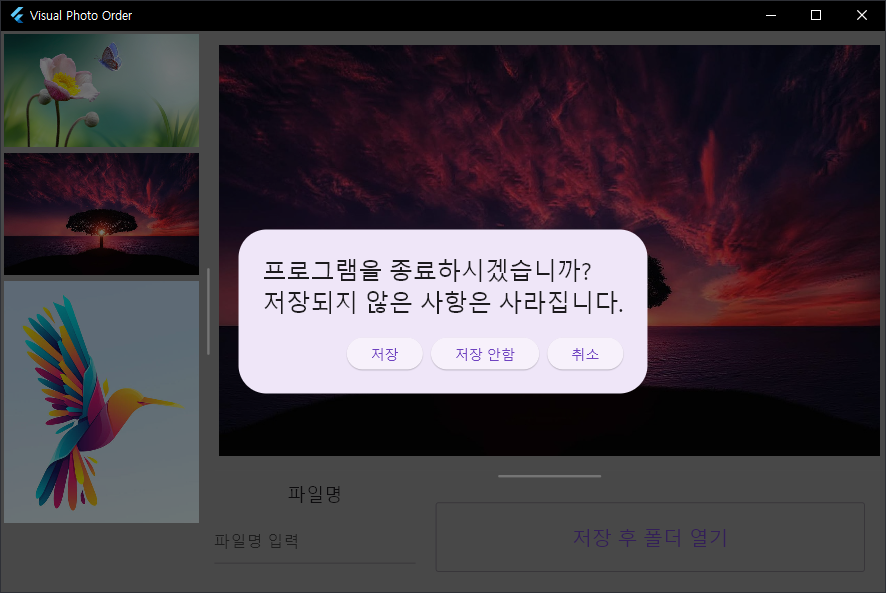 Visual Photo Order
프로그램을 종료하시겠습니까?
저장되지 않은 사항은 사라집니다.
저장 저장 안함 취소
파일명
파일명 입력
저장 후 폴더 열기